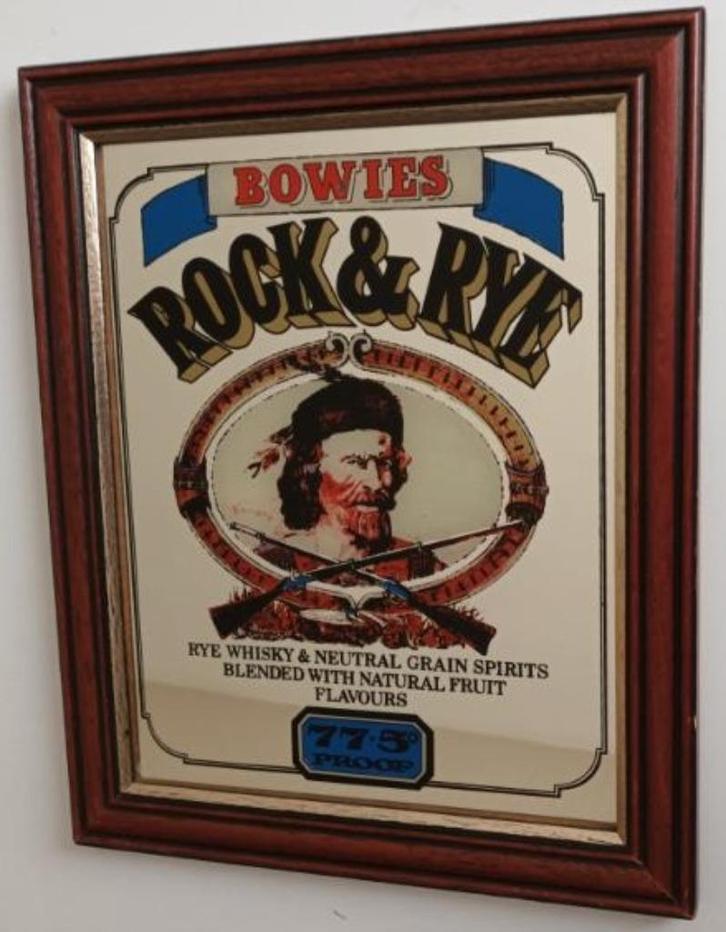 BOWIES
ROCK & RYE
RYE WHISKY & NEUTRAL GRAIN SPIRITS
BLENDED WITH NATURAL FRUIT
FLAVOURS
77·5°
PROOF